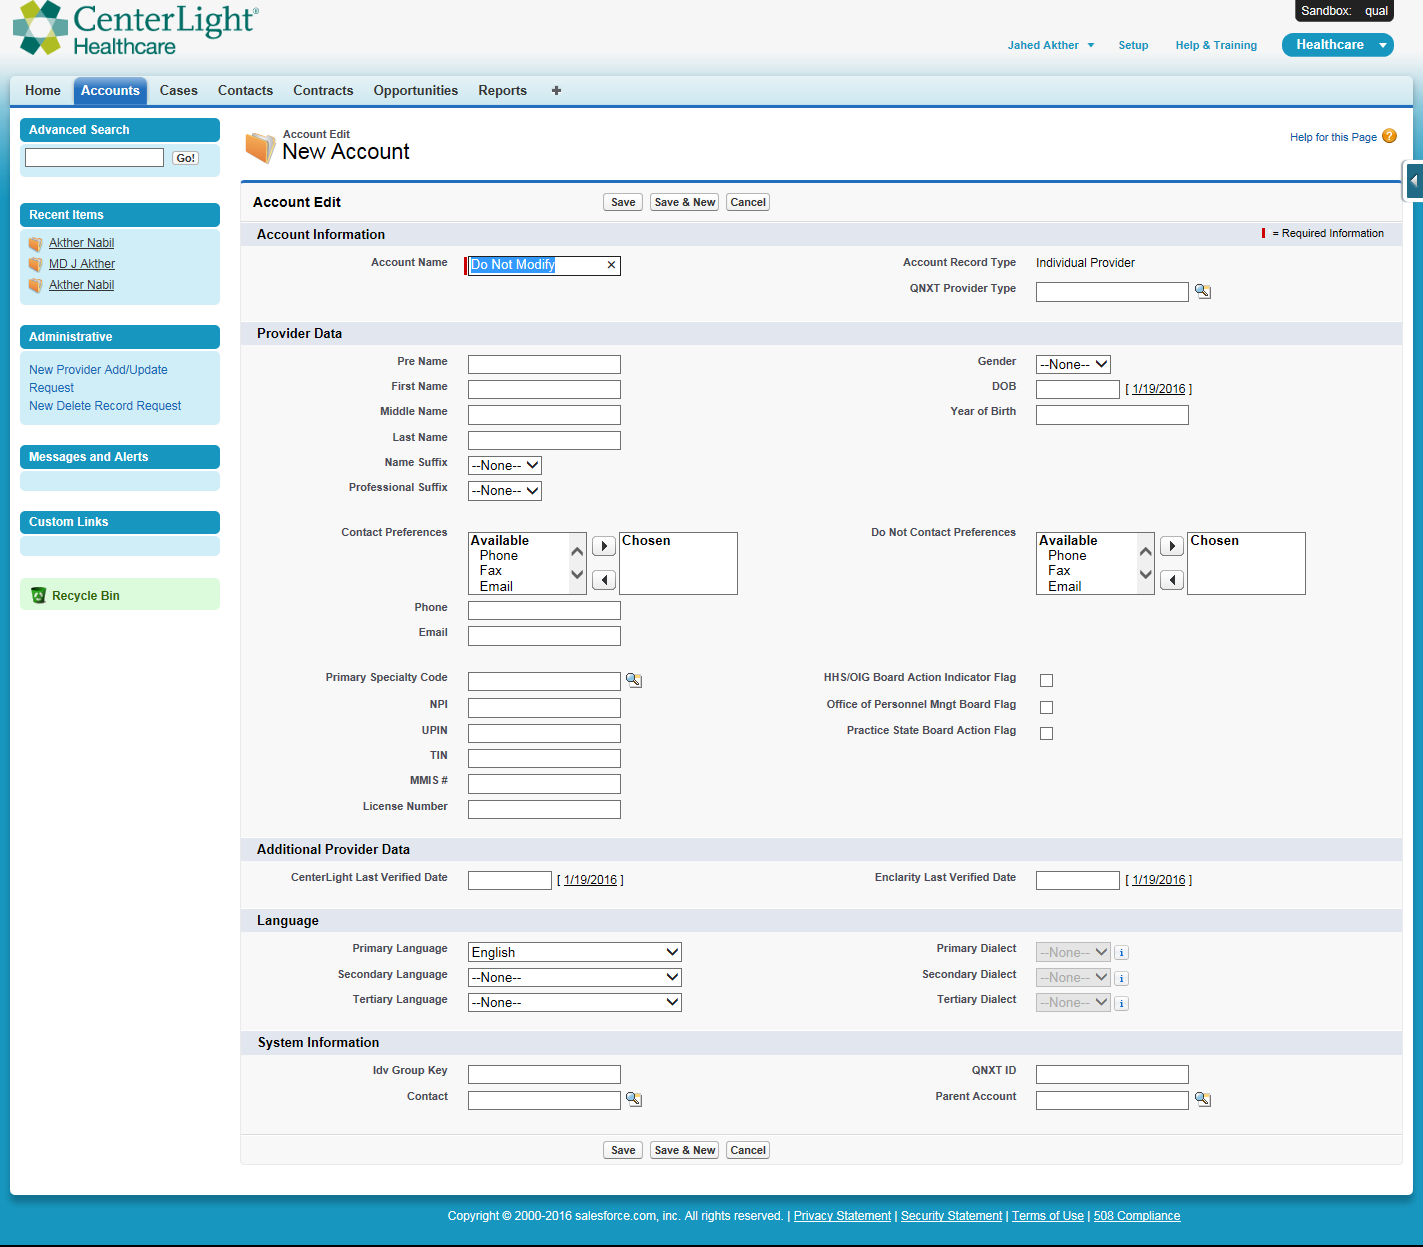 CenterLight®
Healthcare
Sandbox: qual
Jahed Akther Setup Help & Training Healthcare
Home Accounts Cases Contacts Contracts Opportunities Reports +
Advanced Search
Go!
Recent Items
Akther Nabil
MD J Akther
Akther Nabil
Administrative
New Provider Add/Update
Request
New Delete Record Request
Messages and Alerts
Custom Links
Recycle Bin
Account Edit
New Account
Help for this Page ?
Account Edit Save Save & New Cancel
Account Information = Required Information
Account Name Do Not Modify × Account Record Type Individual Provider
QNXT Provider Type
Provider Data
Pre Name Gender --None--
First Name DOB [ 1/19/2016 ]
Middle Name Year of Birth
Last Name
Name Suffix --None--
Professional Suffix --None--
Contact Preferences Available Chosen Do Not Contact Preferences Available Chosen
Phone Phone
Fax Fax
Email Email
Phone
Email
Primary Specialty Code HHS/OIG Board Action Indicator Flag
NPI Office of Personnel Mngt Board Flag
UPIN Practice State Board Action Flag
TIN
MMIS #
License Number
Additional Provider Data
CenterLight Last Verified Date [ 1/19/2016 ] Enclarity Last Verified Date [ 1/19/2016 ]
Language
Primary Language English Primary Dialect --None-- i
Secondary Language --None-- Secondary Dialect --None-- i
Tertiary Language --None-- Tertiary Dialect --None-- i
System Information
Idv Group Key QNXT ID
Contact Parent Account
Save Save & New Cancel
Copyright © 2000-2016 salesforce.com, inc. All rights reserved. | Privacy Statement | Security Statement | Terms of Use | 508 Compliance